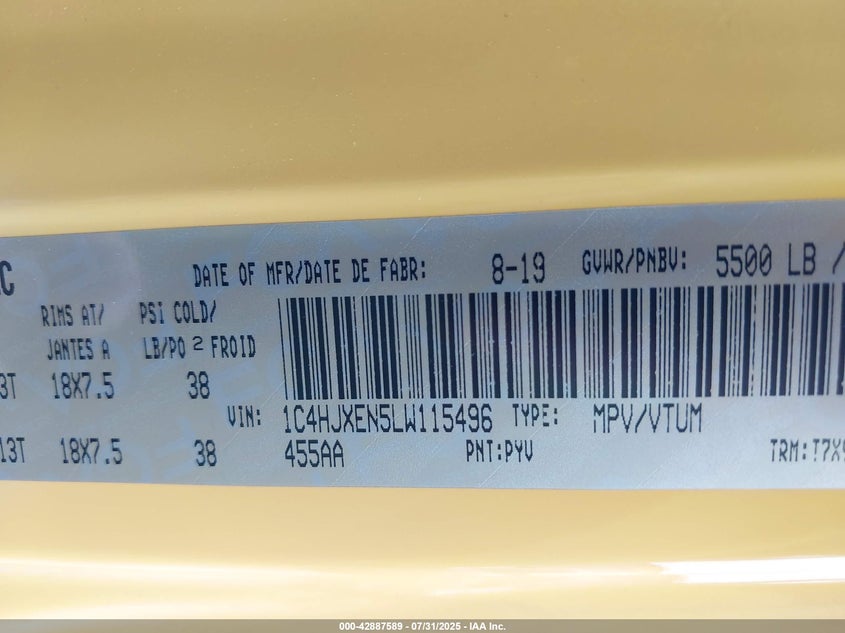 C DATE OF MFR/DATE DE FABR: 8-19 GVWR/PNBV: 5500 LB /
RIMS AT/ PSI COLD/
JANTES A LB/PO 2 FROID
3T 18X7.5 38
VIN: 1C4HJXEN5LW115496 TYPE: MPV/VTUM
13T 18X7.5 38 455AA PNT:PYV TRM:T7X9
000-42887589 - 07/31/2025 - IAA Inc.